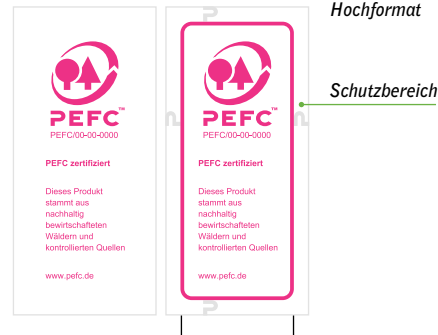 Hochformat
Schutzbereich
PEFC™
PEFC/00-00-0000
PEFC zertifiziert
Dieses Produkt
stammt aus
nachhaltig
bewirtschafteten
Wäldern und
kontrollierten Quellen
www.pefc.de
PEFC™
PEFC/00-00-0000
PEFC zertifiziert
Dieses Produkt
stammt aus
nachhaltig
bewirtschafteten
Wäldern und
kontrollierten Quellen
www.pefc.de